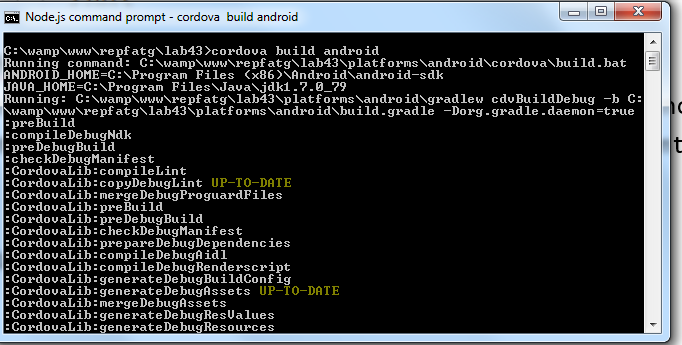 Node.js command prompt - cordova  build android
C:\wamp\www\repfatg\lab43>cordova build android
Running command: C:\wamp\www\repfatg\lab43\platforms\android\cordova\build.bat
ANDROID_HOME=C:\Program Files (x86)\Android\android-sdk
JAVA_HOME=C:\Program Files\Java\jdk1.7.0_79
Running: C:\wamp\www\repfatg\lab43\platforms\android\gradlew cdvBuildDebug -b C:
\wamp\www\repfatg\lab43\platforms\android\build.gradle -Dorg.gradle.daemon=true
:preBuild
:compileDebugNdk
:preDebugBuild
:checkDebugManifest
:CordovaLib:compileLint
:CordovaLib:copyDebugLint UP-TO-DATE
:CordovaLib:mergeDebugProguardFiles
:CordovaLib:preBuild
:CordovaLib:preDebugBuild
:CordovaLib:checkDebugManifest
:CordovaLib:prepareDebugDependencies
:CordovaLib:compileDebugAidl
:CordovaLib:compileDebugRenderscript
:CordovaLib:generateDebugBuildConfig
:CordovaLib:generateDebugAssets UP-TO-DATE
:CordovaLib:mergeDebugAssets
:CordovaLib:generateDebugResValues
:CordovaLib:generateDebugResources